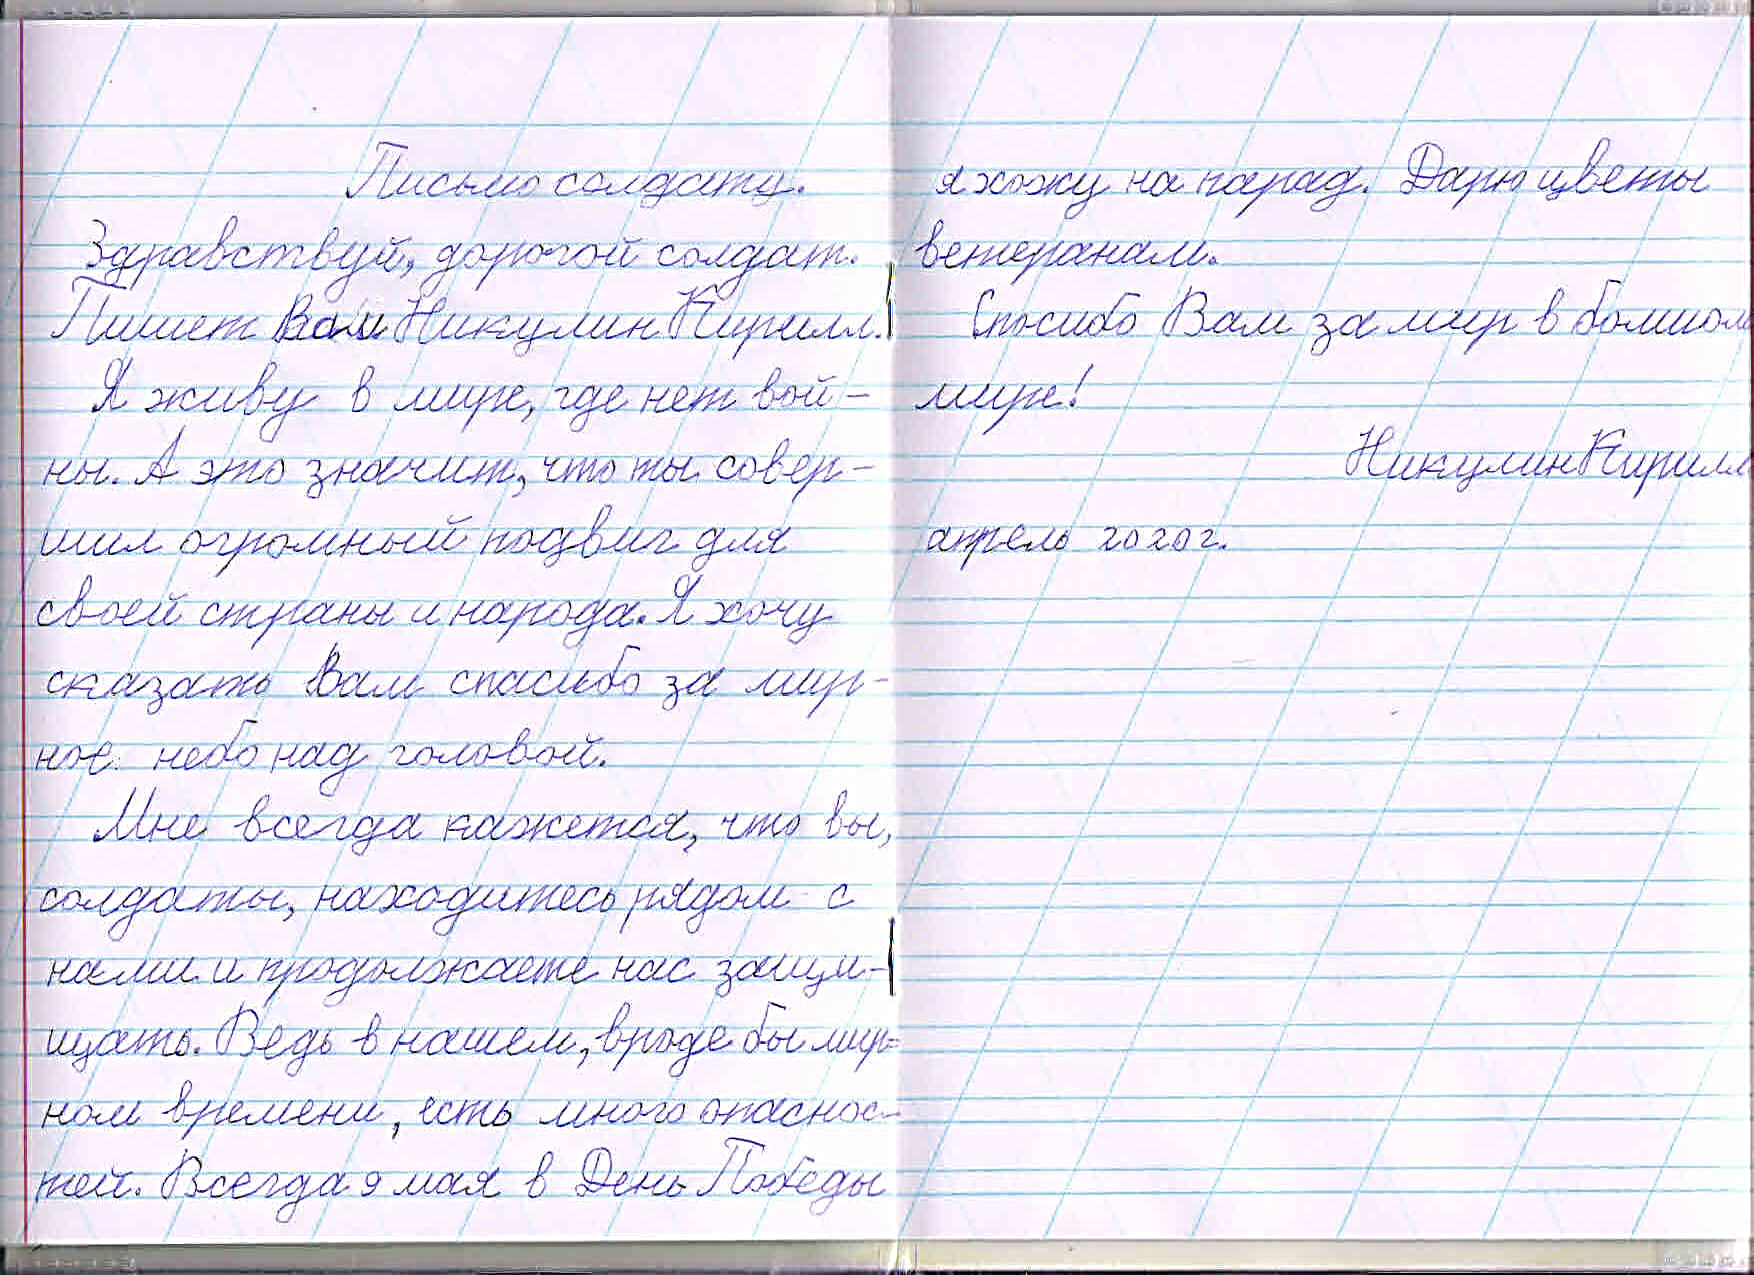 Письмо солдату.
Здравствуй, дорогой солдат.
Пишет Вам Никулин Кирилл.
Я живу в мире, где нет вой-
ны. А это значит, что ты совер-
шил огромный подвиг для
своей страны и народа. Я хочу
сказать Вам спасибо за мир-
ное небо над головой.
Мне всегда кажется, что вы,
солдаты, находитесь рядом с
нами и продолжаете нас защи-
щать. Ведь в нашем, вроде бы мир-
ном времени, есть много опаснос-
тей. Всегда 9 мая в День Победы
я хожу на парад. Дарю цветы
ветеранам.
Спасибо Вам за мир в большом
мире!
Никулин Кирилл
апрель 2020 г.